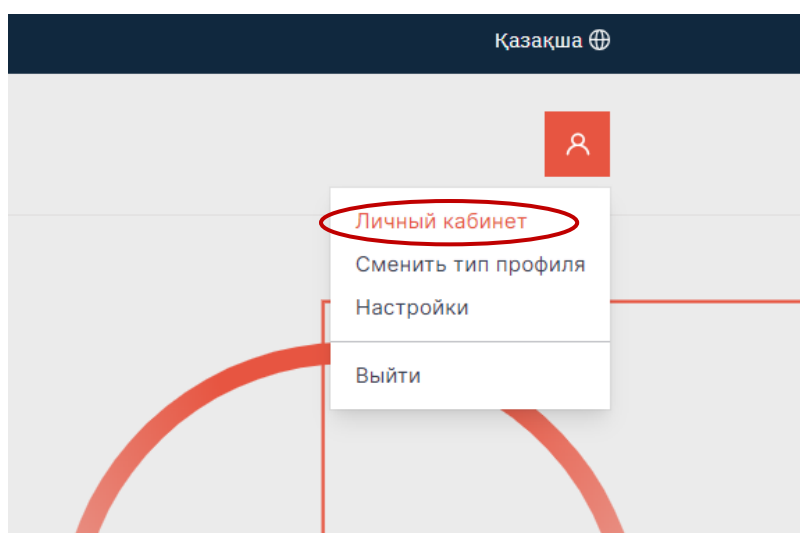 Қазақша
Личный кабинет
Сменить тип профиля
Настройки
Выйти